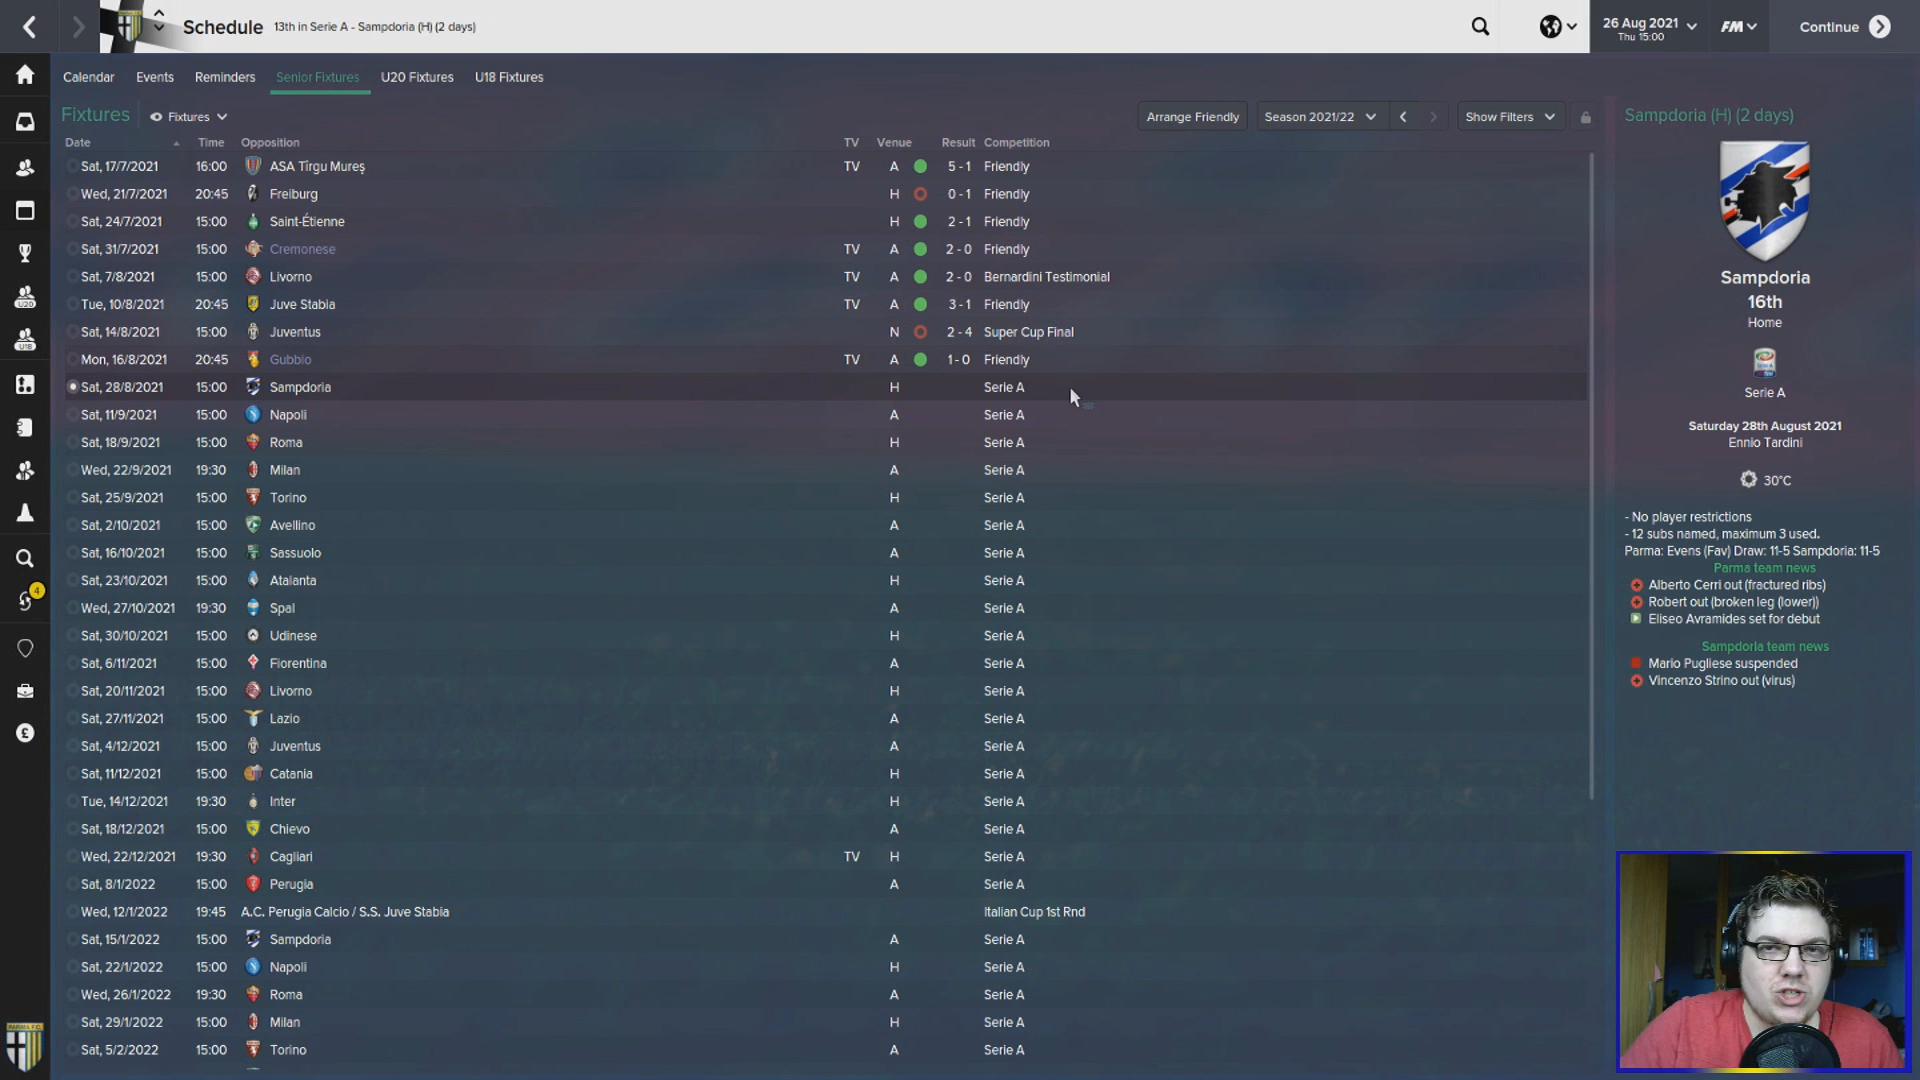 Schedule 13th in Serie A - Sampdoria (H) (2 days)
26 Aug 2021
Thu 15:00
FM
Continue
Calendar Events Reminders Senior Fixtures U20 Fixtures U18 Fixtures
Fixtures Fixtures Arrange Friendly Season 2021/22 Show Filters
Date Time Opposition TV Venue Result Competition
Sat, 17/7/2021 16:00 ASA Tîrgu Mureș TV A 5 - 1 Friendly
Wed, 21/7/2021 20:45 Freiburg H 0 - 1 Friendly
Sat, 24/7/2021 15:00 Saint-Étienne H 2 - 1 Friendly
Sat, 31/7/2021 15:00 Cremonese TV A 2 - 0 Friendly
Sat, 7/8/2021 15:00 Livorno TV A 2 - 0 Bernardini Testimonial
Tue, 10/8/2021 20:45 Juve Stabia TV A 3 - 1 Friendly
Sat, 14/8/2021 15:00 Juventus N 2 - 4 Super Cup Final
Mon, 16/8/2021 20:45 Gubbio TV A 1 - 0 Friendly
Sat, 28/8/2021 15:00 Sampdoria H Serie A
Sat, 11/9/2021 15:00 Napoli A Serie A
Sat, 18/9/2021 15:00 Roma H Serie A
Wed, 22/9/2021 19:30 Milan A Serie A
Sat, 25/9/2021 15:00 Torino H Serie A
Sat, 2/10/2021 15:00 Avellino A Serie A
Sat, 16/10/2021 15:00 Sassuolo A Serie A
Sat, 23/10/2021 15:00 Atalanta H Serie A
Wed, 27/10/2021 19:30 Spal A Serie A
Sat, 30/10/2021 15:00 Udinese H Serie A
Sat, 6/11/2021 15:00 Fiorentina A Serie A
Sat, 20/11/2021 15:00 Livorno H Serie A
Sat, 27/11/2021 15:00 Lazio A Serie A
Sat, 4/12/2021 15:00 Juventus A Serie A
Sat, 11/12/2021 15:00 Catania H Serie A
Tue, 14/12/2021 19:30 Inter H Serie A
Sat, 18/12/2021 15:00 Chievo A Serie A
Wed, 22/12/2021 19:30 Cagliari TV H Serie A
Sat, 8/1/2022 15:00 Perugia A Serie A
Wed, 12/1/2022 19:45 A.C. Perugia Calcio / S.S. Juve Stabia Italian Cup 1st Rnd
Sat, 15/1/2022 15:00 Sampdoria A Serie A
Sat, 22/1/2022 15:00 Napoli H Serie A
Wed, 26/1/2022 19:30 Roma A Serie A
Sat, 29/1/2022 15:00 Milan H Serie A
Sat, 5/2/2022 15:00 Torino A Serie A
Sampdoria (H) (2 days)
Sampdoria
16th
Home
Serie A
Saturday 28th August 2021
Ennio Tardini
30°C
- No player restrictions
- 12 subs named, maximum 3 used.
Parma: Evens (Fav) Draw: 11-5 Sampdoria: 11-5
Parma team news
Alberto Cerri out (fractured ribs)
Robert out (broken leg (lower))
Eliseo Avramides set for debut
Sampdoria team news
Mario Pugliese suspended
Vincenzo Strino out (virus)
U20
U18
4